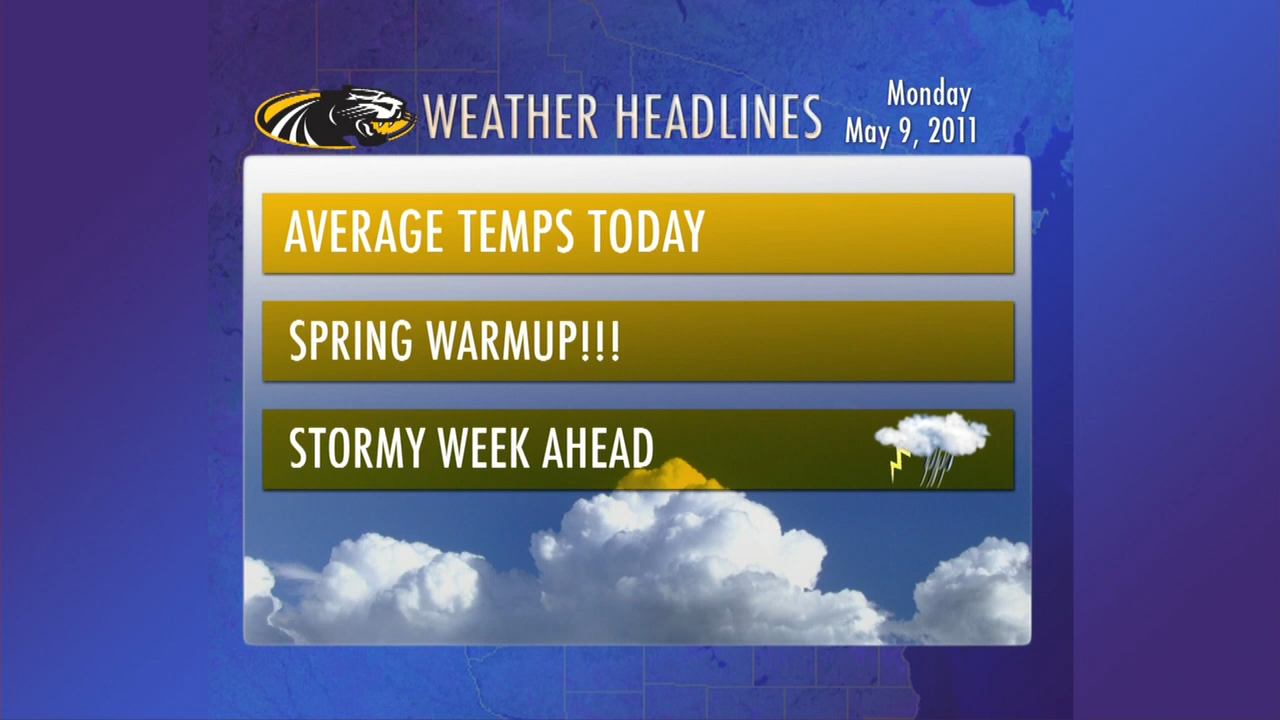 WEATHER HEADLINES
Monday
May 9, 2011
AVERAGE TEMPS TODAY
SPRING WARMUP!!!
STORMY WEEK AHEAD